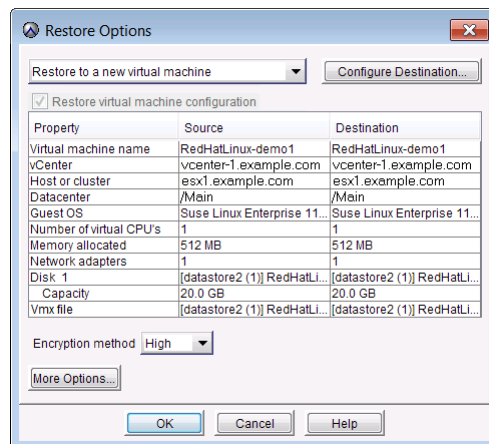 Restore Options
Restore to a new virtual machine Configure Destination...
Restore virtual machine configuration
Property Source Destination
Virtual machine name RedHatLinux-demo1 RedHatLinux-demo1
vCenter vcenter-1.example.com vcenter-1.example.com
Host or cluster esx1.example.com esx1.example.com
Datacenter /Main /Main
Guest OS Suse Linux Enterprise 11... Suse Linux Enterprise 11...
Number of virtual CPU's 1 1
Memory allocated 512 MB 512 MB
Network adapters 1 1
Disk 1 [datastore2 (1)] RedHatLi... [datastore2 (1)] RedHatLi...
Capacity 20.0 GB 20.0 GB
Vmx file [datastore2 (1)] RedHatLi... [datastore2 (1)] RedHatLi...
Encryption method High
More Options...
OK Cancel Help